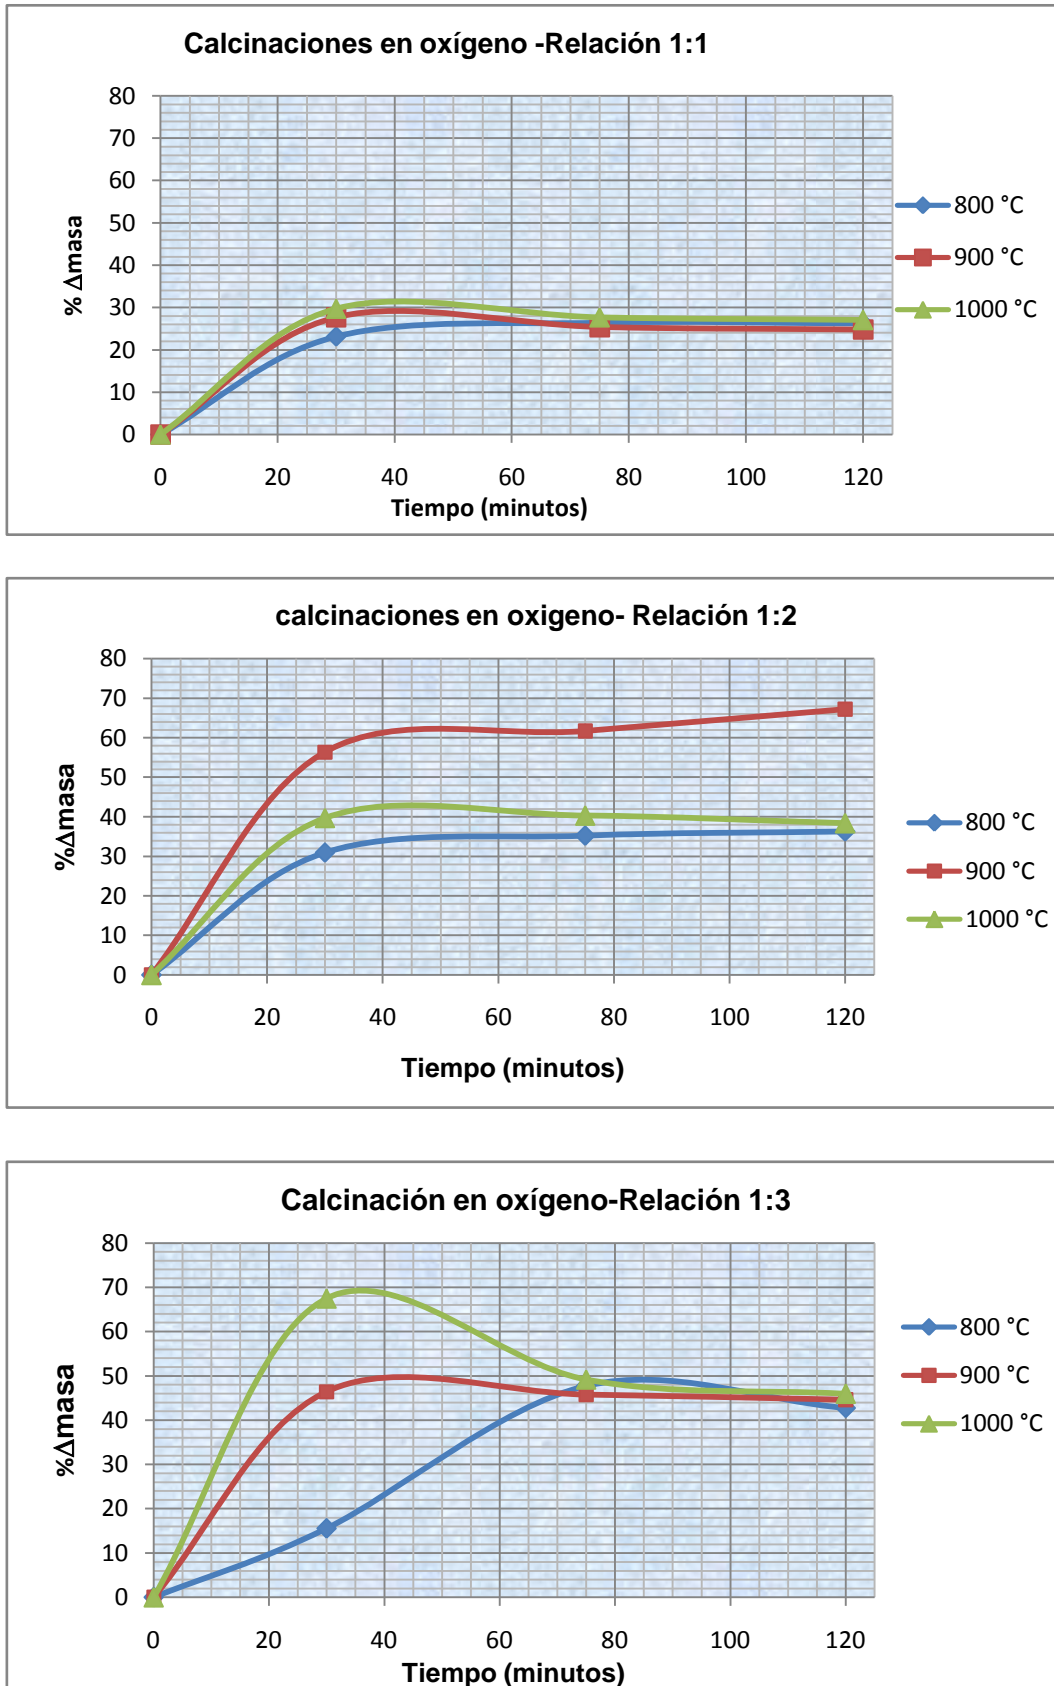 Calcinaciones en oxígeno -Relación 1:1
80
70
60
50
40
30
20
10
0
% Δmasa
0 20 40 60 80 100 120
Tiempo (minutos)
800 °C
900 °C
1000 °C
calcinaciones en oxigeno- Relación 1:2
80
70
60
50
40
30
20
10
0
%Δmasa
0 20 40 60 80 100 120
Tiempo (minutos)
800 °C
900 °C
1000 °C
Calcinación en oxígeno-Relación 1:3
80
70
60
50
40
30
20
10
0
%Δmasa
0 20 40 60 80 100 120
Tiempo (minutos)
800 °C
900 °C
1000 °C